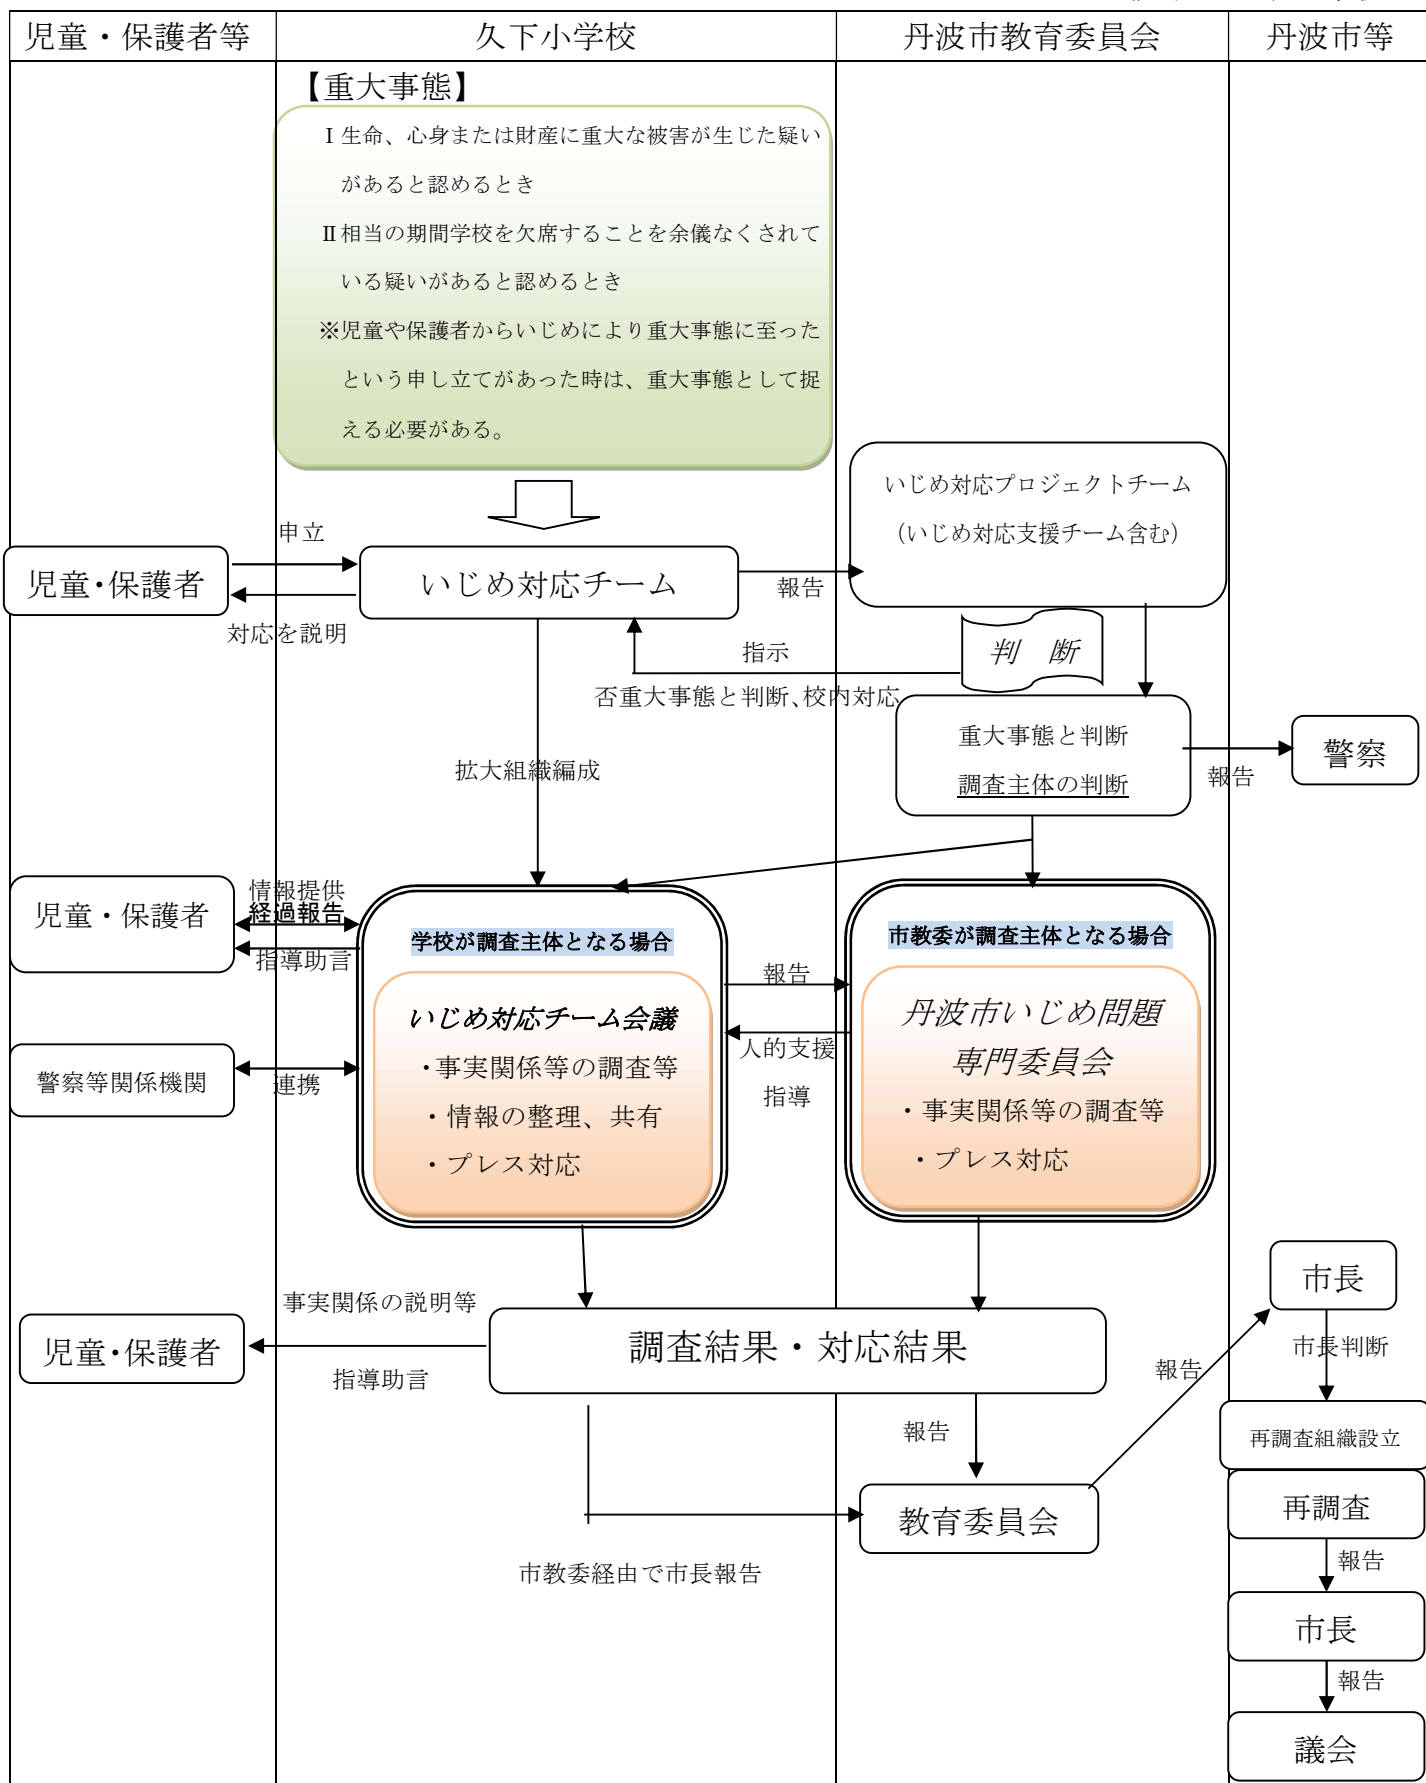 児童・保護者等
久下小学校
丹波市教育委員会
丹波市等
【重大事態】
Ⅰ生命、心身または財産に重大な被害が生じた疑い
があると認めるとき
Ⅱ相当の期間学校を欠席することを余儀なくされて
いる疑いがあると認めるとき
※児童や保護者からいじめにより重大事態に至った
という申し立てがあった時は、重大事態として捉
える必要がある。
いじめ対応プロジェクトチーム
（いじめ対応支援チーム含む）
申立
児童・保護者
いじめ対応チーム
報告
対応を説明
判　断
指示
否重大事態と判断、校内対応
重大事態と判断
調査主体の判断
報告
警察
拡大組織編成
児童・保護者
情報提供
経過報告
指導助言
学校が調査主体となる場合
市教委が調査主体となる場合
いじめ対応チーム会議
・事実関係等の調査等
・情報の整理、共有
・プレス対応
報告
人的支援
指導
丹波市いじめ問題
専門委員会
・事実関係等の調査等
・プレス対応
警察等関係機関
連携
市長
事実関係の説明等
児童・保護者
指導助言
調査結果・対応結果
報告
市長判断
報告
再調査組織設立
教育委員会
再調査
市教委経由で市長報告
報告
市長
報告
議会